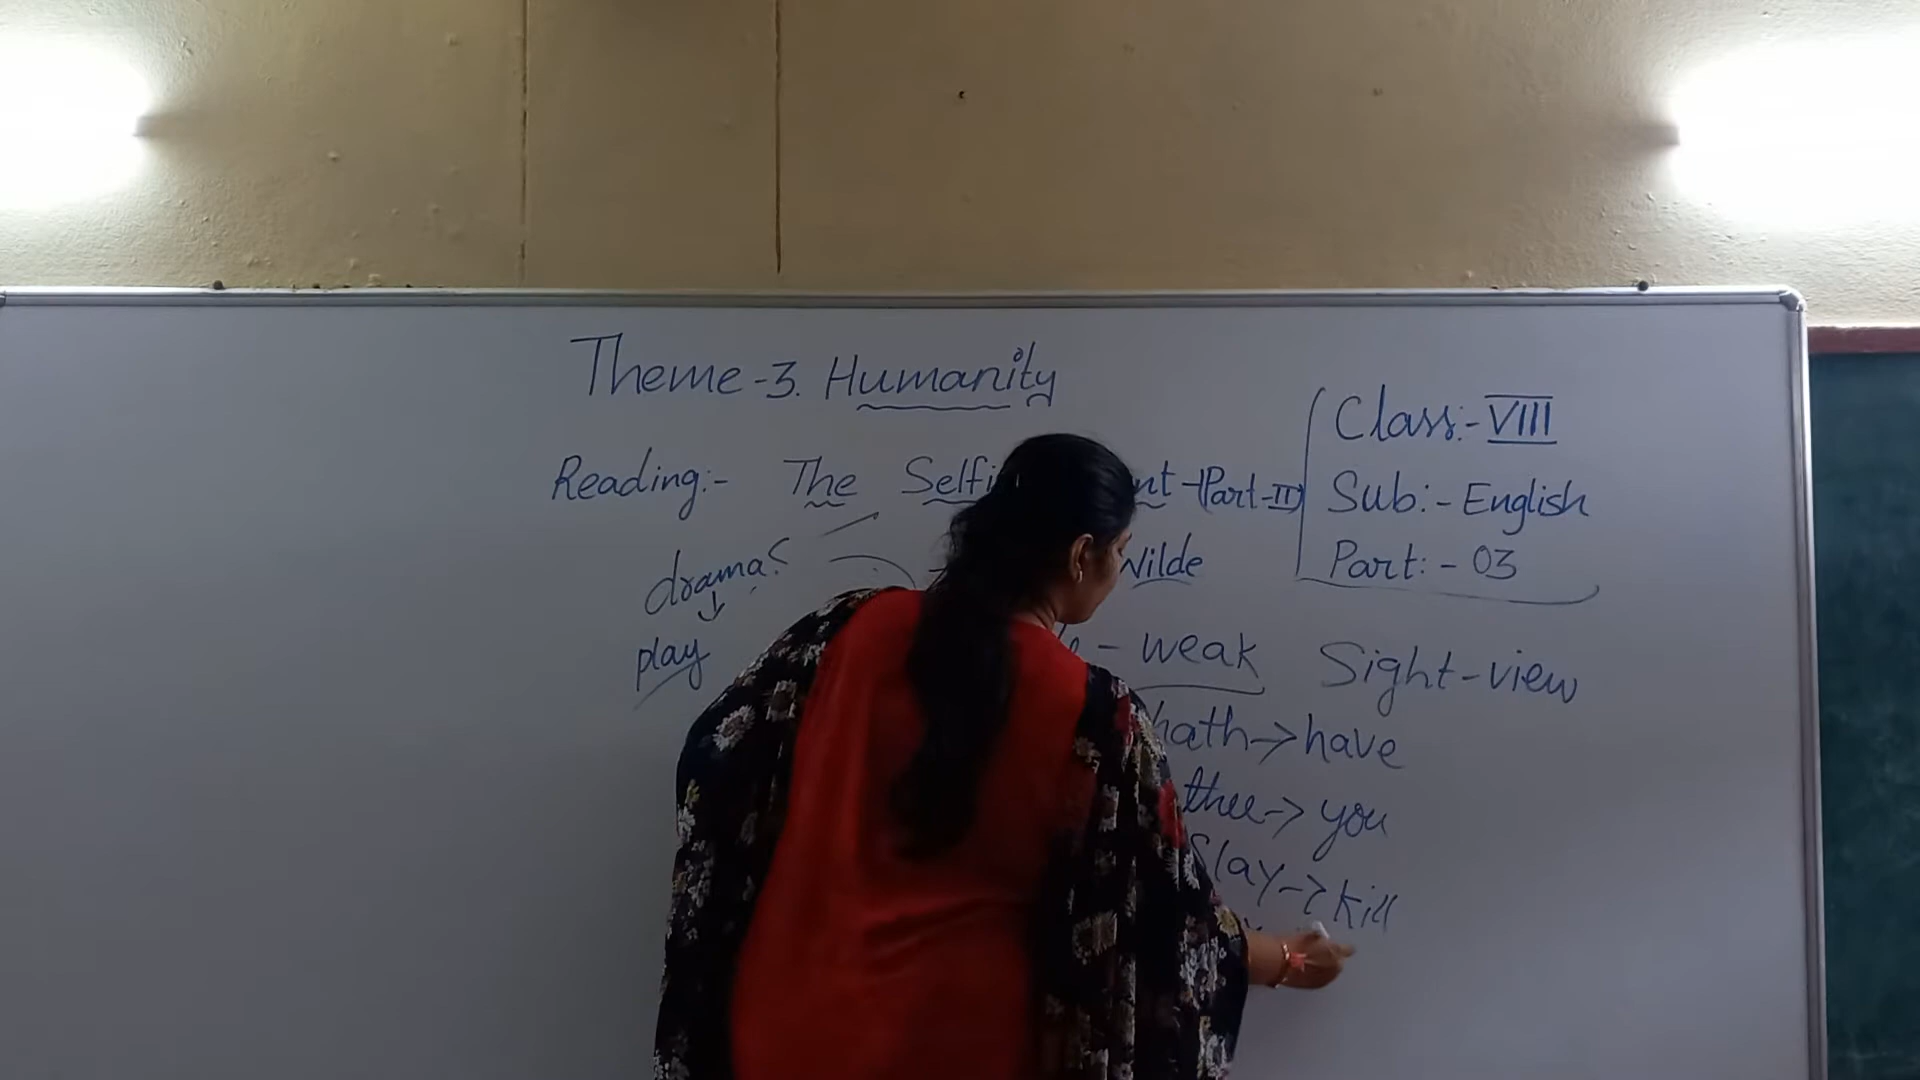 Theme-3. Humanity
Reading:- The Selfi nt -(Part-II)
Wilde
drama
play
- weak
Sight-view
hath→have
thee→you
Slay→kill
Class:- VIII
Sub:- English
Part:- 03